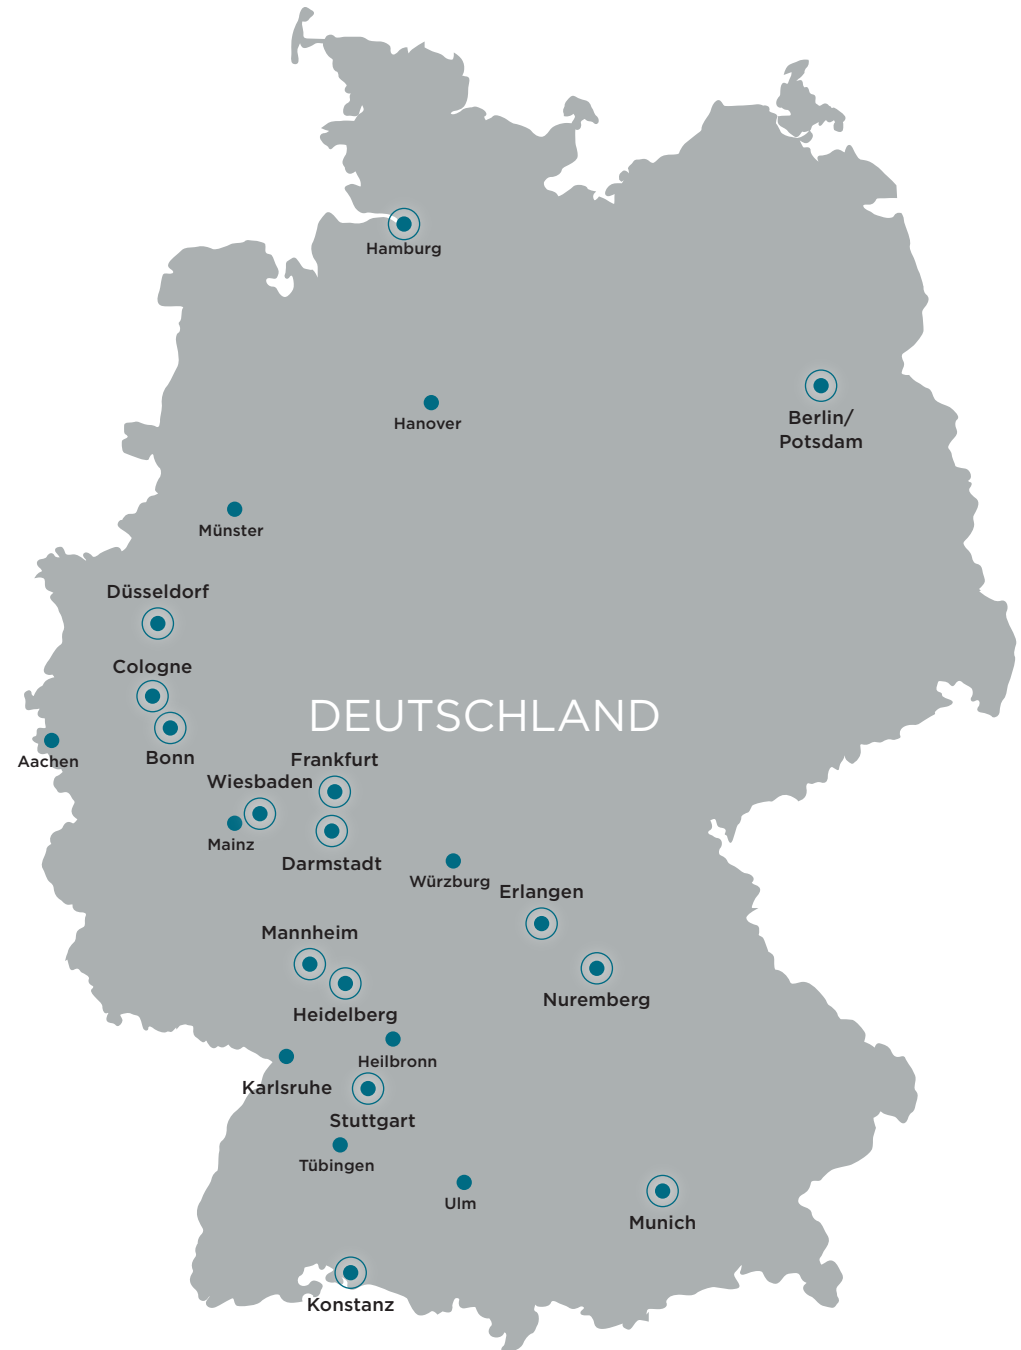 Hamburg
Hanover
Berlin/
Potsdam
Münster
Düsseldorf
Cologne
DEUTSCHLAND
Bonn
Aachen
Frankfurt
Wiesbaden
Mainz
Darmstadt
Würzburg
Erlangen
Mannheim
Nuremberg
Heidelberg
Heilbronn
Karlsruhe
Stuttgart
Tübingen
Ulm
Munich
Konstanz